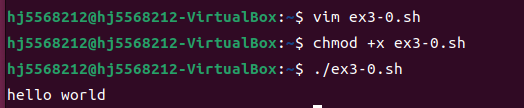 hj5568212@hj5568212-VirtualBox:~$ vim ex3-0.sh
hj5568212@hj5568212-VirtualBox:~$ chmod +x ex3-0.sh
hj5568212@hj5568212-VirtualBox:~$ ./ex3-0.sh
hello world